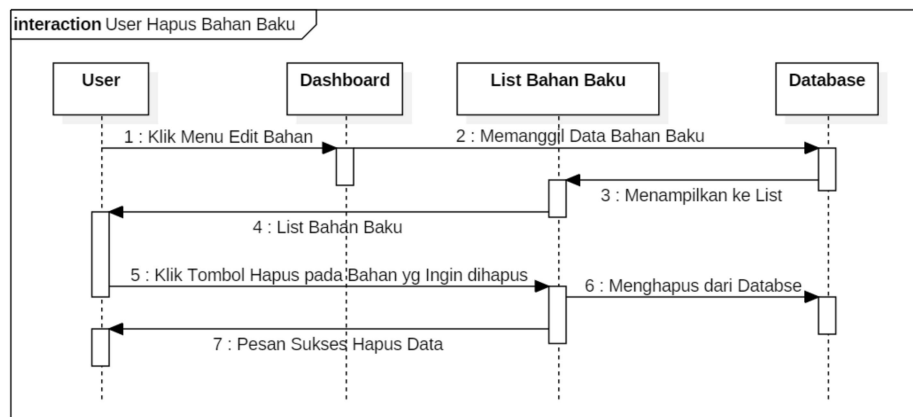 interaction User Hapus Bahan Baku
User
Dashboard
List Bahan Baku
Database
1 : Klik Menu Edit Bahan
2 : Memanggil Data Bahan Baku
3 : Menampilkan ke List
4 : List Bahan Baku
5 : Klik Tombol Hapus pada Bahan yg Ingin dihapus
6 : Menghapus dari Databse
7 : Pesan Sukses Hapus Data